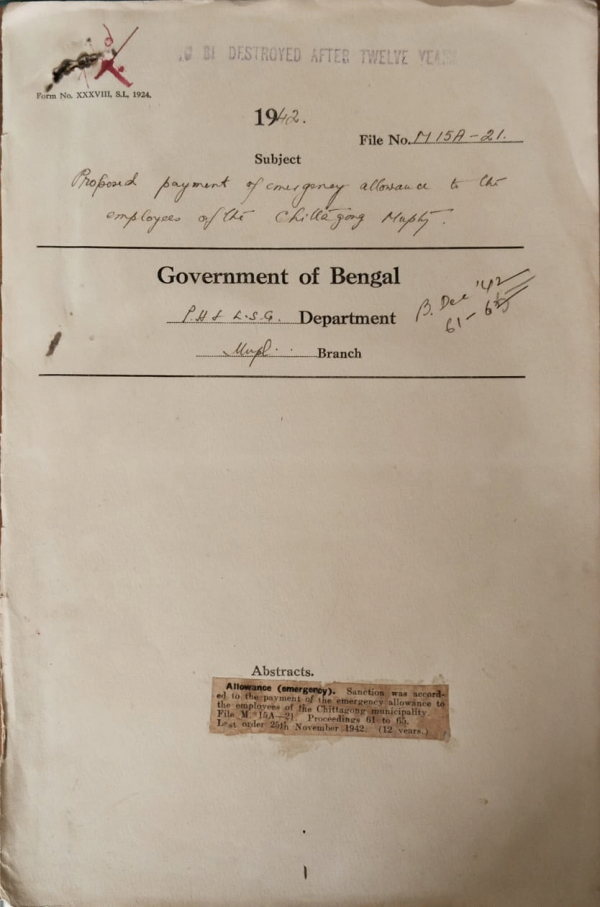 TO BE DESTROYED AFTER TWELVE YEARS
Form No. XXXVIII, S.L, 1924.
1942.
File No. M 15A-21.
Subject
Proposed payment of emergency allowance to the
employees of the Chittagong Muplty.
Government of Bengal
P.H & L.S.G. Department
B. Dec '42
61-65
Mupl. Branch
Abstracts.
Allowance (emergency). Sanction was accord-
ed to the payment of the emergency allowance to
the employees of the Chittagong municipality
File M. 15A—21 Proceedings 61 to 65.
Last order 25th November 1942. (12 years.)